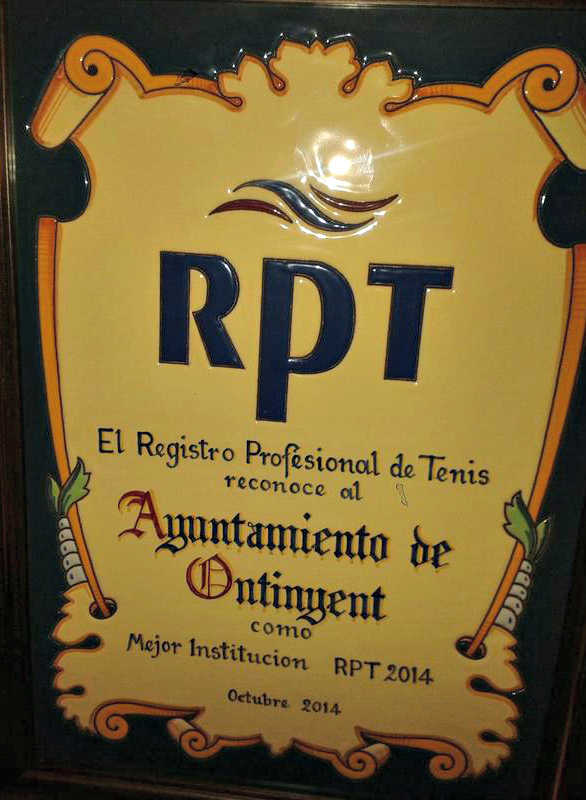 RPT
El Registro Profesional de Tenis
reconoce al
Ayuntamiento de
Ontinyent
como
Mejor Institucion RPT 2014
Octubre 2014